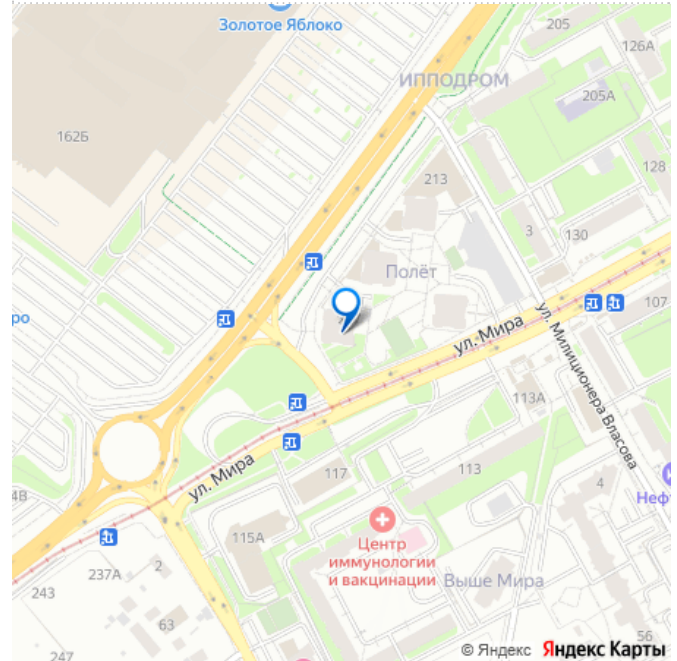 Золотое Яблоко
205
126А
ИППОДРОМ
205А
162Б
128
213
3
130
Полёт
ро
107
ул. Мира
ул. Милиционера Власова
113А
117
113
ул. Мира
4
4В
Неф
115А
Центр
иммунологии
и вакцинации
Выше Мира
2
237А
243
63
56
247
© Яндекс Яндекс Карты